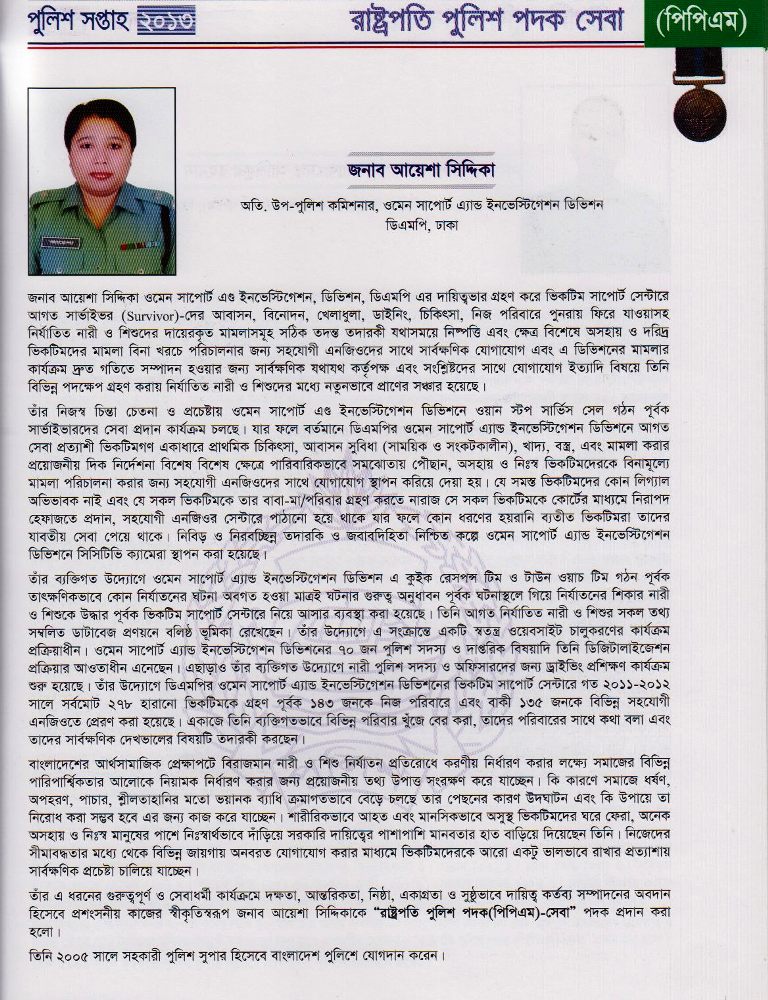 পুলিশ সপ্তাহ ২০১৩
রাষ্ট্রপতি পুলিশ পদক সেবা (পিপিএম)
জনাব আয়েশা সিদ্দিকা
অতি. উপ-পুলিশ কমিশনার, ওমেন সাপোর্ট এ্যান্ড ইনভেস্টিগেশন ডিভিশন
ডিএমপি, ঢাকা
জনাব আয়েশা সিদ্দিকা ওমেন সাপোর্ট এণ্ড ইনভেস্টিগেশন, ডিভিশন, ডিএমপি এর দায়িত্বভার গ্রহণ করে ভিকটিম সাপোর্ট সেন্টারে
আগত সার্ভাইভর (Survivor)-দের আবাসন, বিনোদন, খেলাধুলা, ডাইনিং, চিকিৎসা, নিজ পরিবারে পুনরায় ফিরে যাওয়াসহ
নির্যাতিত নারী ও শিশুদের দায়েরকৃত মামলাসমূহ সঠিক তদন্ত তদারকী যথাসময়ে নিষ্পত্তি এবং ক্ষেত্র বিশেষে অসহায় ও দরিদ্র
ভিকটিমদের মামলা বিনা খরচে পরিচালনার জন্য সহযোগী এনজিওদের সাথে সার্বক্ষণিক যোগাযোগ এবং এ ডিভিশনের মামলার
কার্যক্রম দ্রুত গতিতে সম্পাদন হওয়ার জন্য সার্বক্ষণিক যথাযথ কর্তৃপক্ষ এবং সংশ্লিষ্টদের সাথে যোগাযোগ ইত্যাদি বিষয়ে তিনি
বিভিন্ন পদক্ষেপ গ্রহণ করায় নির্যাতিত নারী ও শিশুদের মধ্যে নতুনভাবে প্রাণের সঞ্চার হয়েছে।
তাঁর নিজস্ব চিন্তা চেতনা ও প্রচেষ্টায় ওমেন সাপোর্ট এণ্ড ইনভেস্টিগেশন ডিভিশনে ওয়ান স্টপ সার্ভিস সেল গঠন পূর্বক
সার্ভাইভারদের সেবা প্রদান কার্যক্রম চলছে। যার ফলে বর্তমানে ডিএমপির ওমেন সাপোর্ট এ্যান্ড ইনভেস্টিগেশন ডিভিশনে আগত
সেবা প্রত্যাশী ভিকটিমগণ একাধারে প্রাথমিক চিকিৎসা, আবাসন সুবিধা (সাময়িক ও সংকটকালীন), খাদ্য, বস্ত্র, এবং মামলা করার
প্রয়োজনীয় দিক নির্দেশনা বিশেষ বিশেষ ক্ষেত্রে পারিবারিকভাবে সমঝোতায় পৌঁছান, অসহায় ও নিঃস্ব ভিকটিমদেরকে বিনামূল্যে
মামলা পরিচালনা করার জন্য সহযোগী এনজিওদের সাথে যোগাযোগ স্থাপন করিয়ে দেয়া হয়। যে সমস্ত ভিকটিমদের কোন লিগ্যাল
অভিভাবক নাই এবং যে সকল ভিকটিমকে তার বাবা-মা/পরিবার গ্রহণ করতে নারাজ সে সকল ভিকটিমকে কোর্টের মাধ্যমে নিরাপদ
হেফাজতে প্রদান, সহযোগী এনজিওর সেন্টারে পাঠানো হয়ে থাকে যার ফলে কোন ধরণের হয়রানি ব্যতীত ভিকটিমরা তাদের
যাবতীয় সেবা পেয়ে থাকে। নিবিড় ও নিরবচ্ছিন্ন তদারকি ও জবাবদিহিতা নিশ্চিত কল্পে ওমেন সাপোর্ট এ্যান্ড ইনভেস্টিগেশন
ডিভিশনে সিসিটিভি ক্যামেরা স্থাপন করা হয়েছে।
তাঁর ব্যক্তিগত উদ্যোগে ওমেন সাপোর্ট এ্যান্ড ইনভেস্টিগেশন ডিভিশন এ কুইক রেসপন্স টিম ও টাউন ওয়াচ টিম গঠন পূর্বক
তাৎক্ষণিকভাবে কোন নির্যাতনের ঘটনা অবগত হওয়া মাত্রই ঘটনার গুরুত্ব অনুধাবন পূর্বক ঘটনাস্থলে গিয়ে নির্যাতনের শিকার নারী
ও শিশুকে উদ্ধার পূর্বক ভিকটিম সাপোর্ট সেন্টারে নিয়ে আসার ব্যবস্থা করা হয়েছে। তিনি আগত নির্যাতিত নারী ও শিশুর সকল তথ্য
সম্বলিত ডাটাবেজ প্রণয়নে বলিষ্ঠ ভূমিকা রেখেছেন। তাঁর উদ্যোগে এ সংক্রান্তে একটি স্বতন্ত্র ওয়েবসাইট চালুকরণের কার্যক্রম
প্রক্রিয়াধীন। ওমেন সাপোর্ট এ্যান্ড ইনভেস্টিগেশন ডিভিশনের ৭০ জন পুলিশ সদস্য ও দাপ্তরিক বিষয়াদি তিনি ডিজিটালাইজেশন
প্রক্রিয়ার আওতাধীন এনেছেন। এছাড়াও তাঁর ব্যক্তিগত উদ্যোগে নারী পুলিশ সদস্য ও অফিসারদের জন্য ড্রাইভিং প্রশিক্ষণ কার্যক্রম
শুরু হয়েছে। তাঁর উদ্যোগে ডিএমপির ওমেন সাপোর্ট এ্যান্ড ইনভেস্টিগেশন ডিভিশনের ভিকটিম সাপোর্ট সেন্টারে গত ২০১১-২০১২
সালে সর্বমোট ২৭৮ হারানো ভিকটিমকে গ্রহণ পূর্বক ১৪৩ জনকে নিজ পরিবারে এবং বাকী ১৩৫ জনকে বিভিন্ন সহযোগী
এনজিওতে প্রেরণ করা হয়েছে। একাজে তিনি ব্যক্তিগতভাবে বিভিন্ন পরিবার খুঁজে বের করা, তাদের পরিবারের সাথে কথা বলা এবং
তাদের সার্বক্ষণিক দেখভালের বিষয়টি তদারকী করছেন।
বাংলাদেশের আর্থসামাজিক প্রেক্ষাপটে বিরাজমান নারী ও শিশু নির্যাতন প্রতিরোধে করণীয় নির্ধারণ করার লক্ষ্যে সমাজের বিভিন্ন
পারিপার্শ্বিকতার আলোকে নিয়ামক নির্ধারণ করার জন্য প্রয়োজনীয় তথ্য উপাত্ত সংরক্ষণ করে যাচ্ছেন। কি কারণে সমাজে ধর্ষণ,
অপহরণ, পাচার, শ্লীলতাহানির মতো ভয়ানক ব্যাধি ক্রমাগতভাবে বেড়ে চলছে তার পেছনের কারণ উদঘাটন এবং কি উপায়ে তা
নিরোধ করা সম্ভব হবে এর জন্য কাজ করে যাচ্ছেন। শারীরিকভাবে আহত এবং মানসিকভাবে অসুস্থ ভিকটিমদের ঘরে ফেরা, অনেক
অসহায় ও নিঃস্ব মানুষের পাশে নিঃস্বার্থভাবে দাঁড়িয়ে সরকারি দায়িত্বের পাশাপাশি মানবতার হাত বাড়িয়ে দিয়েছেন তিনি। নিজেদের
সীমাবদ্ধতার মধ্যে থেকে বিভিন্ন জায়গায় অনবরত যোগাযোগ করার মাধ্যমে ভিকটিমদেরকে আরো একটু ভালভাবে রাখার প্রত্যাশায়
সার্বক্ষণিক প্রচেষ্টা চালিয়ে যাচ্ছেন।
তাঁর এ ধরনের গুরুত্বপূর্ণ ও সেবাধর্মী কার্যক্রমে দক্ষতা, আন্তরিকতা, নিষ্ঠা, একাগ্রতা ও সুষ্ঠুভাবে দায়িত্ব কর্তব্য সম্পাদনের অবদান
হিসেবে প্রশংসনীয় কাজের স্বীকৃতিস্বরূপ জনাব আয়েশা সিদ্দিকাকে “রাষ্ট্রপতি পুলিশ পদক(পিপিএম)-সেবা” পদক প্রদান করা
হলো।
তিনি ২০০৫ সালে সহকারী পুলিশ সুপার হিসেবে বাংলাদেশ পুলিশে যোগদান করেন।